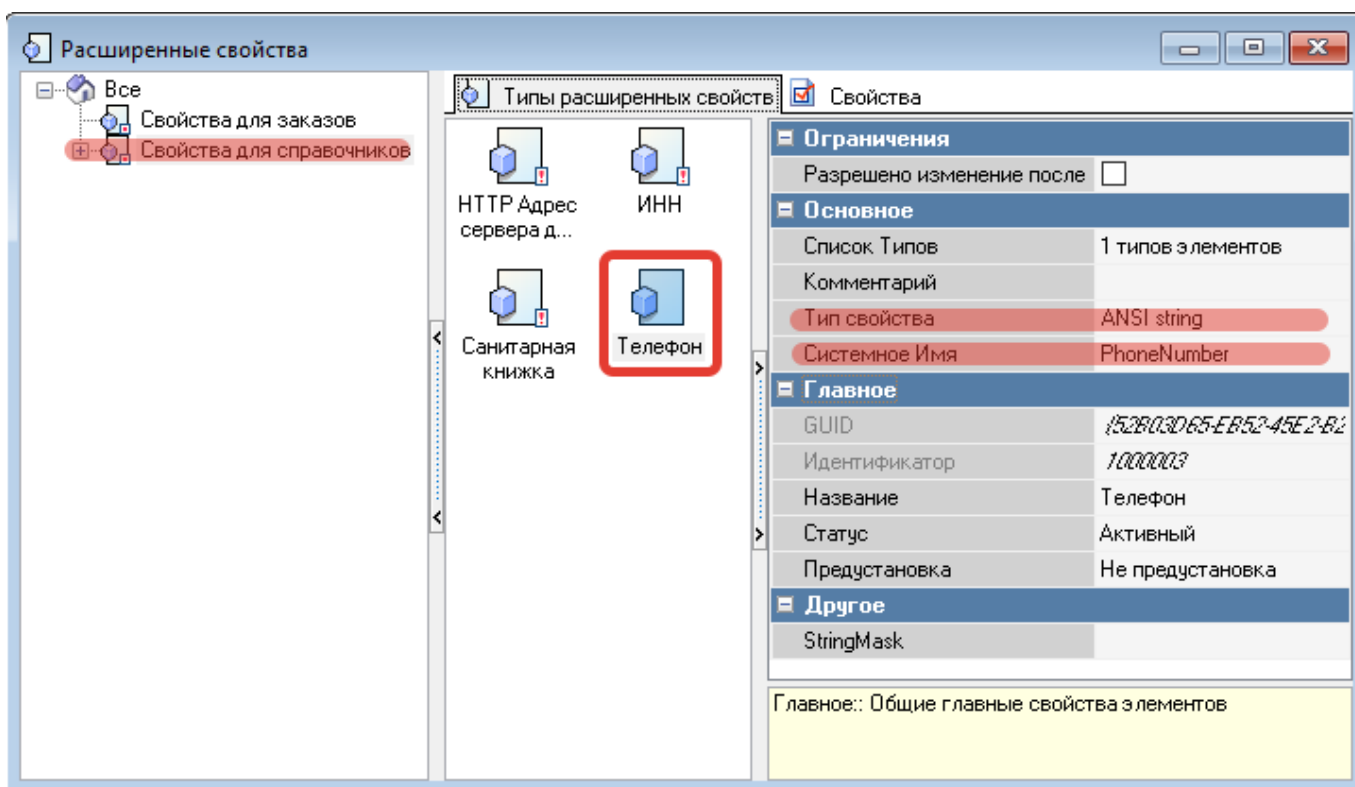 Расширенные свойства
Все
Свойства для заказов
Свойства для справочников
Типы расширенных свойств
Свойства
HTTP Адрес
сервера д...
ИНН
Санитарная
книжка
Телефон
Ограничения
Разрешено изменение после
Основное
Список Типов 1 типов элементов
Комментарий
Тип свойства ANSI string
Системное Имя PhoneNumber
Главное
GUID {52B03D65-EB52-45E2-B2
Идентификатор 1000003
Название Телефон
Статус Активный
Предустановка Не предустановка
Другое
StringMask
Главное:: Общие главные свойства элементов